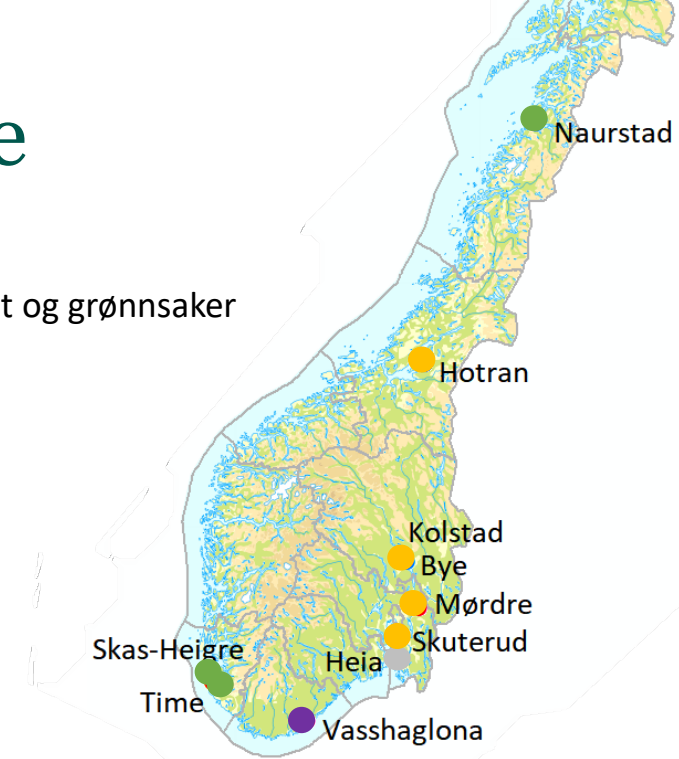 e
Naurstad
t og grønnsaker
Hotran
Kolstad
Bye
Mørdre
Skuterud
Skas-Heigre
Heia
Time
Vasshaglona